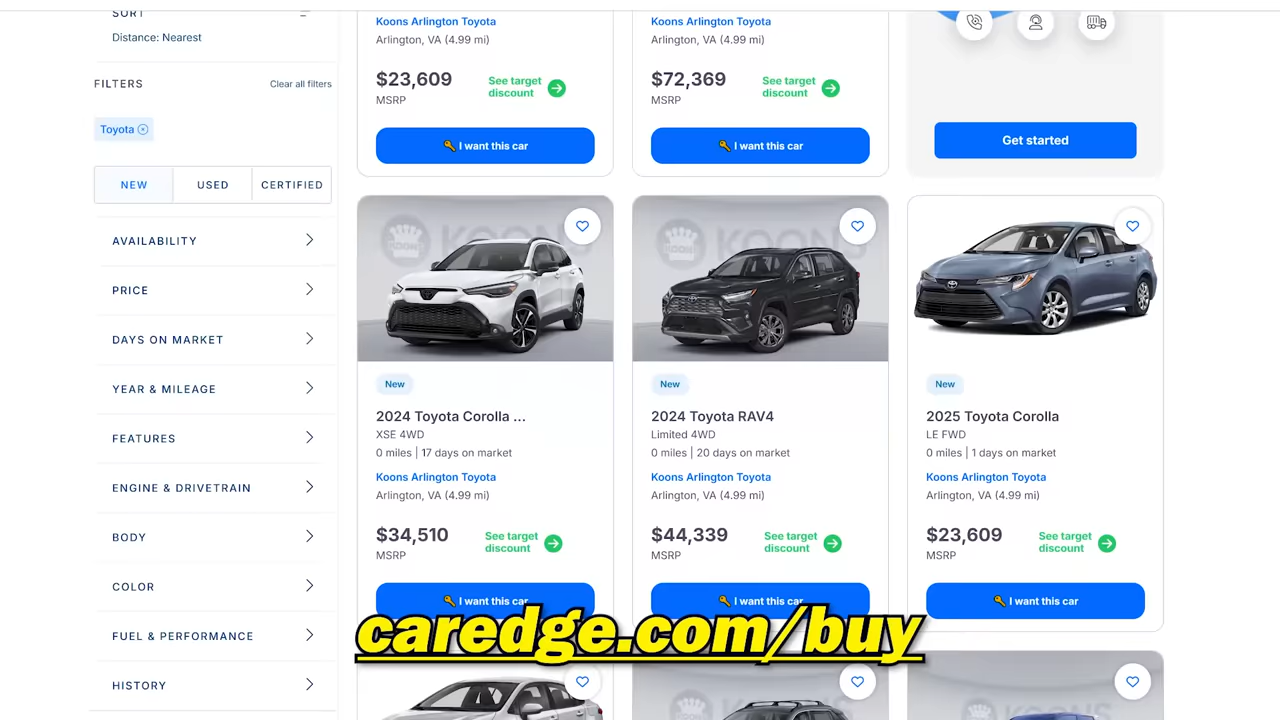 SORT
Distance: Nearest
FILTERS
Clear all filters
Toyota
NEW
USED
CERTIFIED
AVAILABILITY
PRICE
DAYS ON MARKET
YEAR & MILEAGE
FEATURES
ENGINE & DRIVETRAIN
BODY
COLOR
FUEL & PERFORMANCE
HISTORY
Koons Arlington Toyota
Arlington, VA (4.99 mi)
$23,609
MSRP
See target
discount
🔑 I want this car
Koons Arlington Toyota
Arlington, VA (4.99 mi)
$72,369
MSRP
See target
discount
🔑 I want this car
Get started
KOONS
New
2024 Toyota Corolla ...
XSE 4WD
0 miles | 17 days on market
Koons Arlington Toyota
Arlington, VA (4.99 mi)
$34,510
MSRP
See target
discount
🔑 I want this car
KOONS
New
2024 Toyota RAV4
Limited 4WD
0 miles | 20 days on market
Koons Arlington Toyota
Arlington, VA (4.99 mi)
$44,339
MSRP
See target
discount
🔑 I want this car
New
2025 Toyota Corolla
LE FWD
0 miles | 1 days on market
Koons Arlington Toyota
Arlington, VA (4.99 mi)
$23,609
MSRP
See target
discount
🔑 I want this car
caredge.com/buy